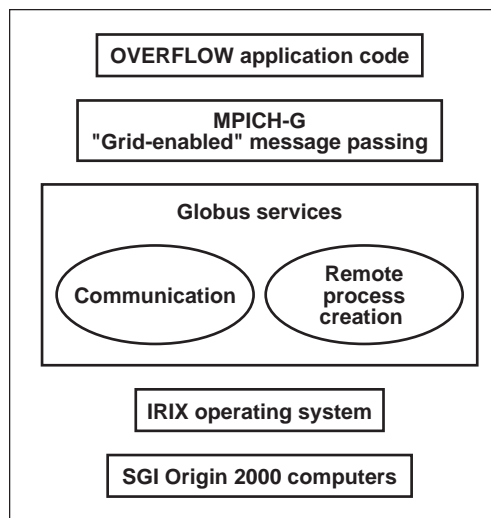 OVERFLOW application code
MPICH-G
"Grid-enabled" message passing
Globus services
Communication
Remote
process
creation
IRIX operating system
SGI Origin 2000 computers